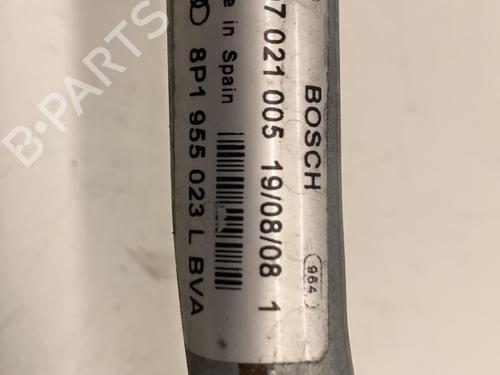 BOSCH
964
7 021 005 19/08/08 1
e in Spain
8P1 955 023 L BVA
B-PARTS